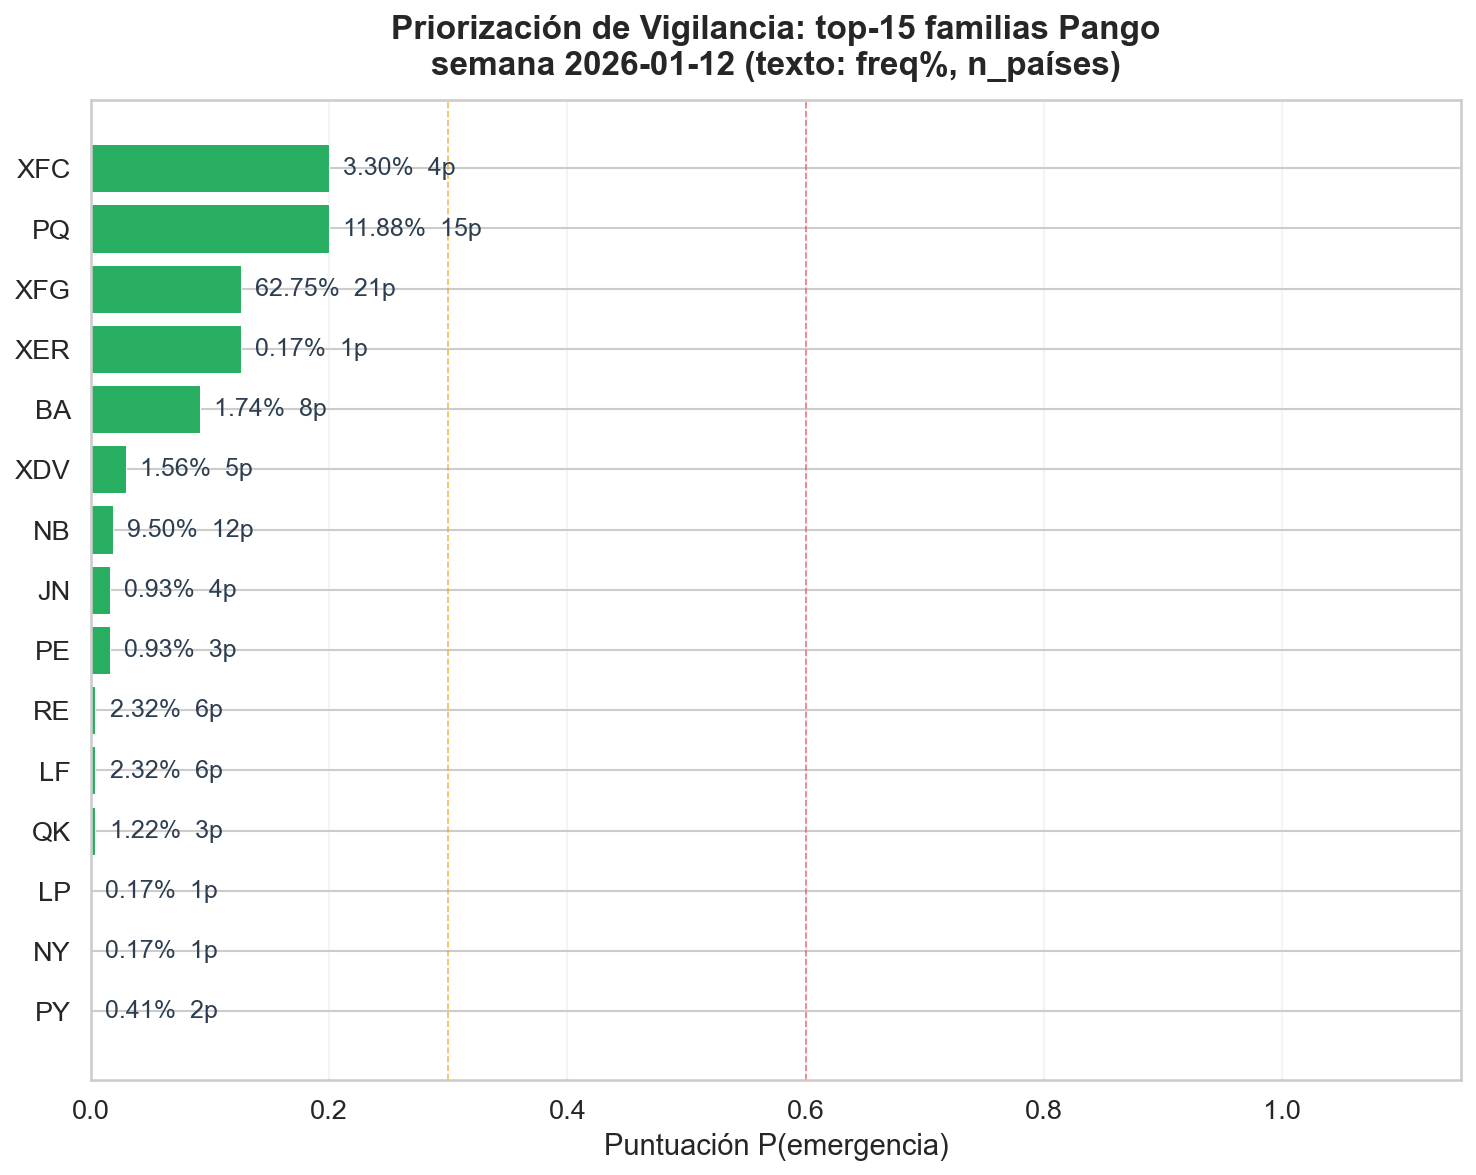 Priorización de Vigilancia: top-15 familias Pango
semana 2026-01-12 (texto: freq%, n_países)
XFC 3.30% 4p
PQ 11.88% 15p
XFG 62.75% 21p
XER 0.17% 1p
BA 1.74% 8p
XDV 1.56% 5p
NB 9.50% 12p
JN 0.93% 4p
PE 0.93% 3p
RE 2.32% 6p
LF 2.32% 6p
QK 1.22% 3p
LP 0.17% 1p
NY 0.17% 1p
PY 0.41% 2p
0.0 0.2 0.4 0.6 0.8 1.0
Puntuación P(emergencia)